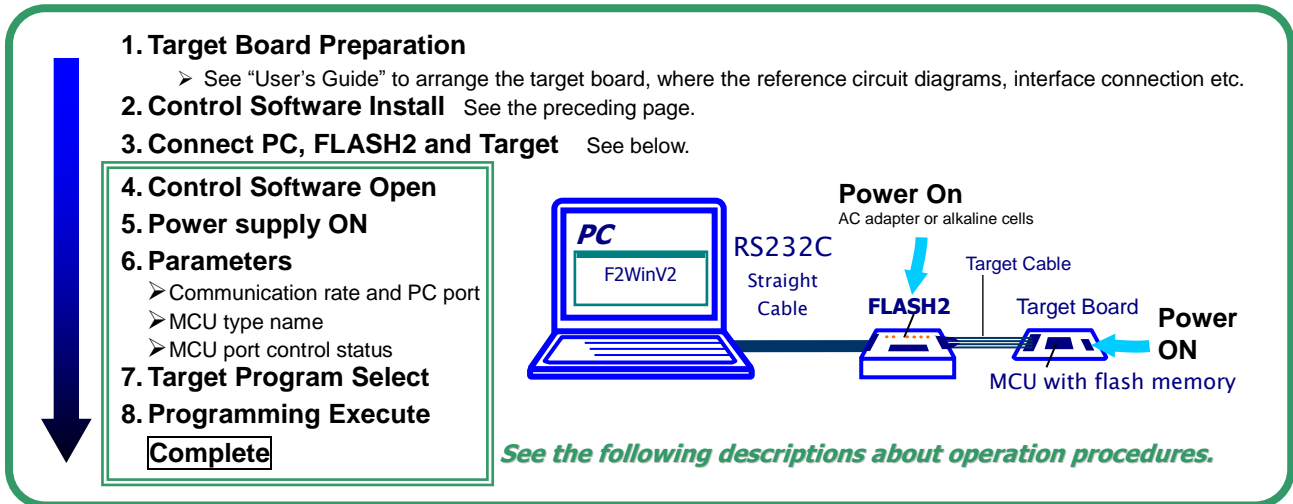 1. Target Board Preparation
➢ See “User’s Guide” to arrange the target board, where the reference circuit diagrams, interface connection etc.
2. Control Software Install See the preceding page.
3. Connect PC, FLASH2 and Target See below.
4. Control Software Open
5. Power supply ON
6. Parameters
➢ Communication rate and PC port
➢ MCU type name
➢ MCU port control status
7. Target Program Select
8. Programming Execute
Complete
PC
F2WinV2
RS232C
Straight
Cable
Power On
AC adapter or alkaline cells
FLASH2
Target Cable
Target Board
Power
ON
MCU with flash memory
See the following descriptions about operation procedures.